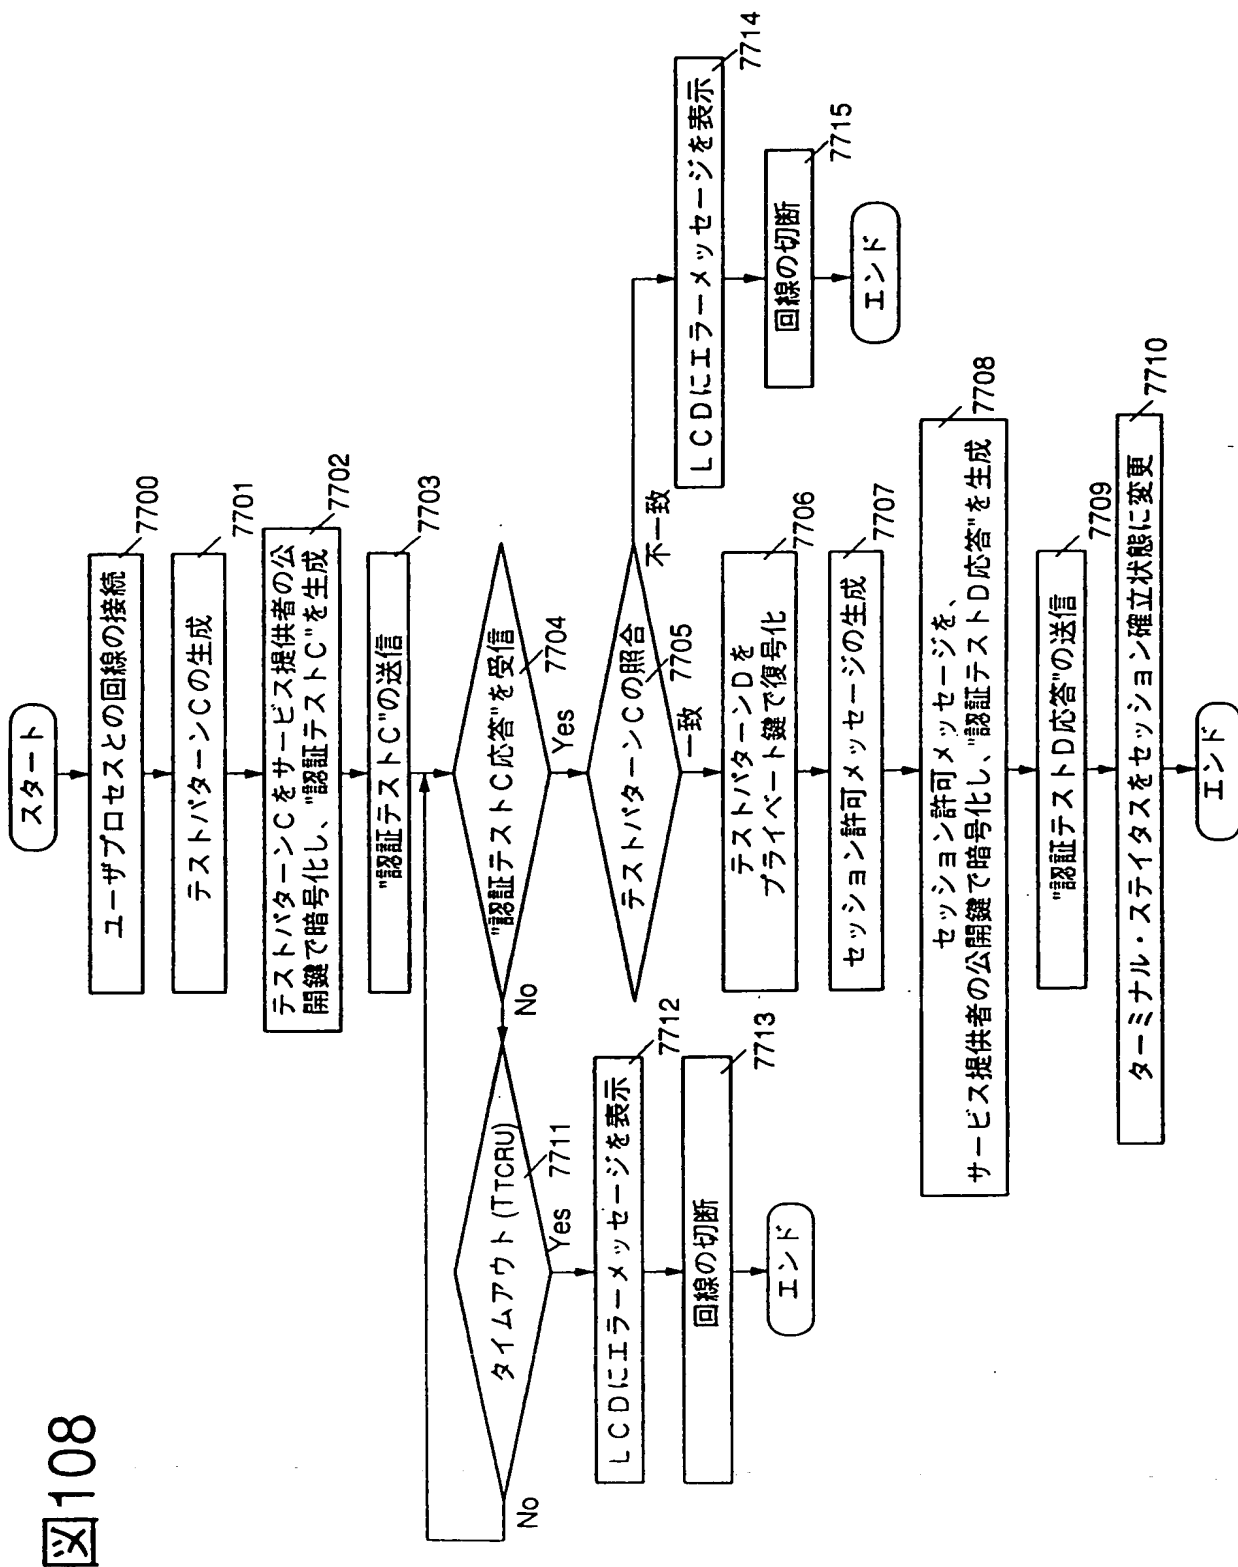 図108
スタート
ユーザプロセスとの回線の接続
7700
テストパターンCの生成
7701
テストパターンCをサービス提供者の公
開鍵で暗号化し、"認証テストC"を生成
7702
"認証テストC"の送信
7703
"認証テストC応答"を受信
7704
No
Yes
タイムアウト(TTCRU)
7711
No
Yes
LCDにエラーメッセージを表示
7712
回線の切断
7713
エンド
テストパターンCの照合
7705
一致
不一致
LCDにエラーメッセージを表示
7714
回線の切断
7715
エンド
テストパターンDを
プライベート鍵で復号化
7706
セッション許可メッセージの生成
7707
セッション許可メッセージを、
サービス提供者の公開鍵で暗号化し、"認証テストD応答"を生成
7708
"認証テストD応答"の送信
7709
ターミナル・ステイタスをセッション確立状態に変更
7710
エンド